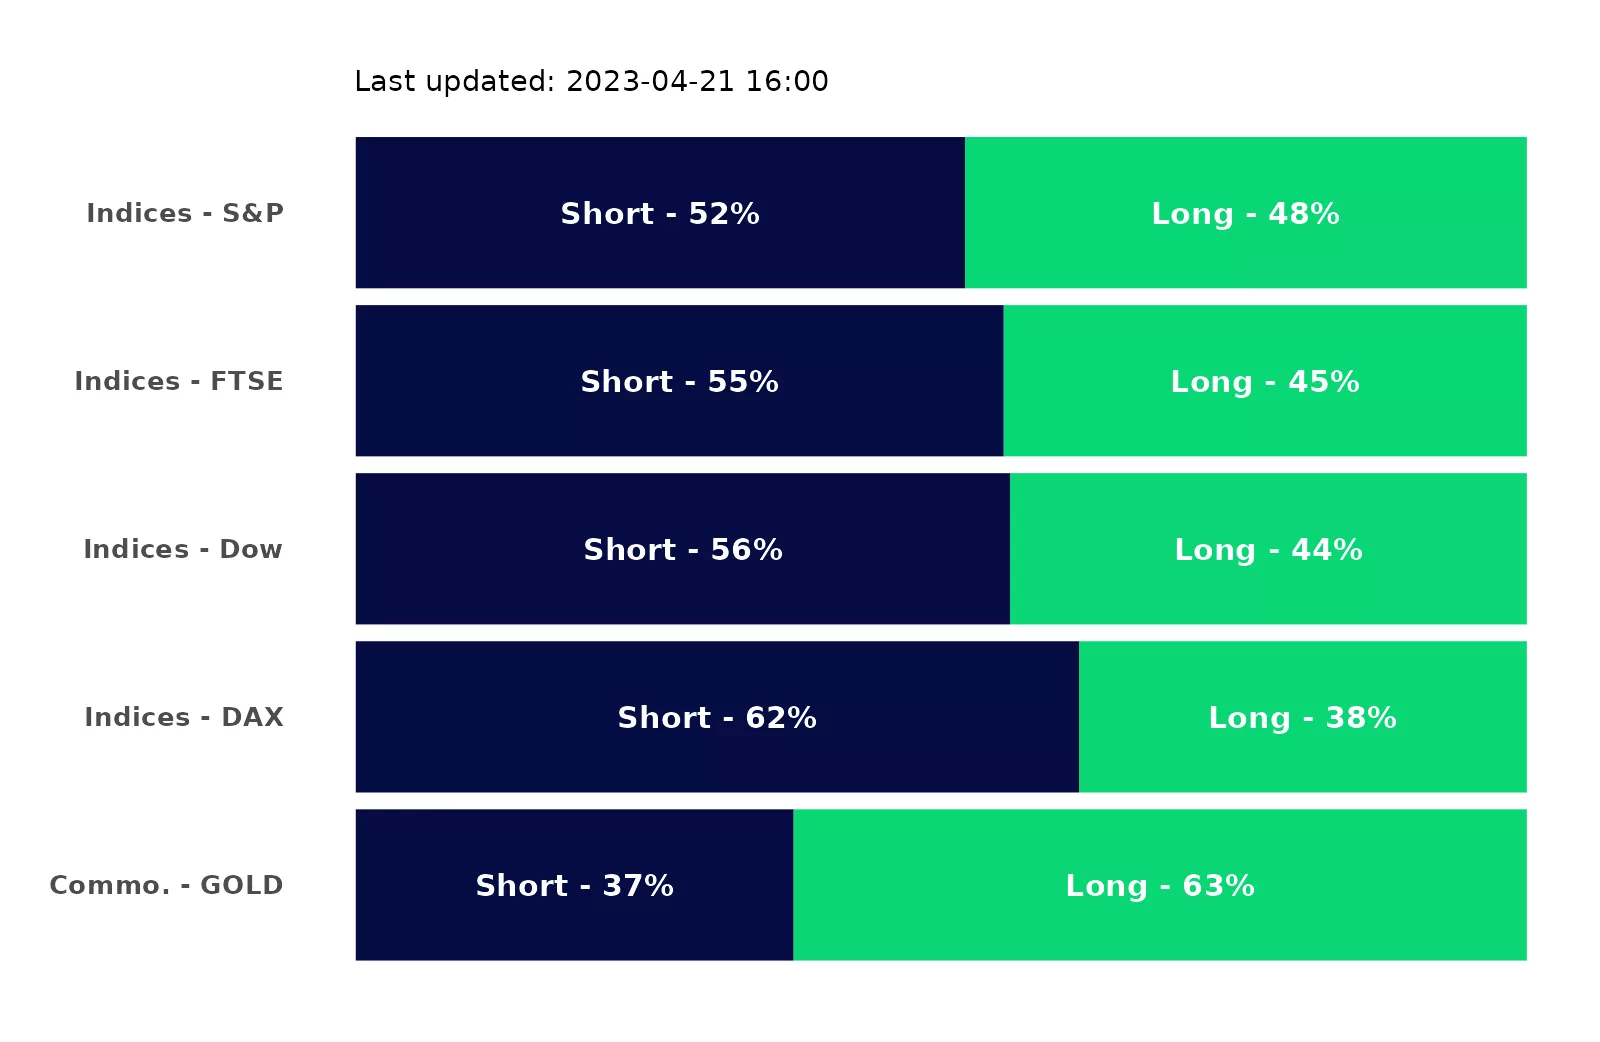 Last updated: 2023-04-21 16:00
Indices - S&P Short - 52% Long - 48%
Indices - FTSE Short - 55% Long - 45%
Indices - Dow Short - 56% Long - 44%
Indices - DAX Short - 62% Long - 38%
Commo. - GOLD Short - 37% Long - 63%